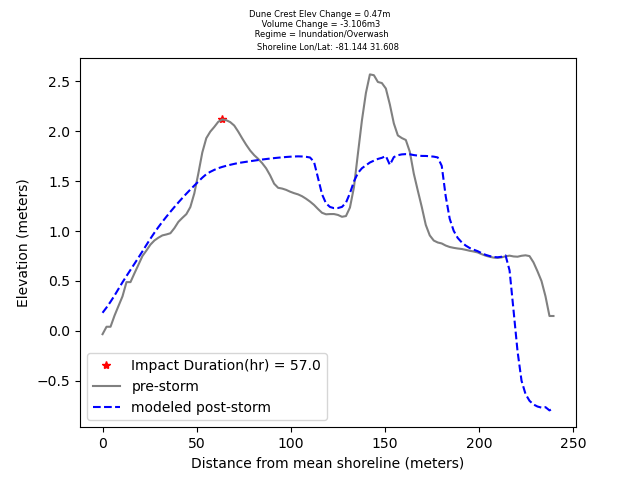 Dune Crest Elev Change = 0.47m
Volume Change = -3.106m3
Regime = Inundation/Overwash
Shoreline Lon/Lat: -81.144 31.608
2.5
2.0
1.5
1.0
0.5
0.0
−0.5
Elevation (meters)
Impact Duration(hr) = 57.0
pre-storm
modeled post-storm
0 50 100 150 200 250
Distance from mean shoreline (meters)